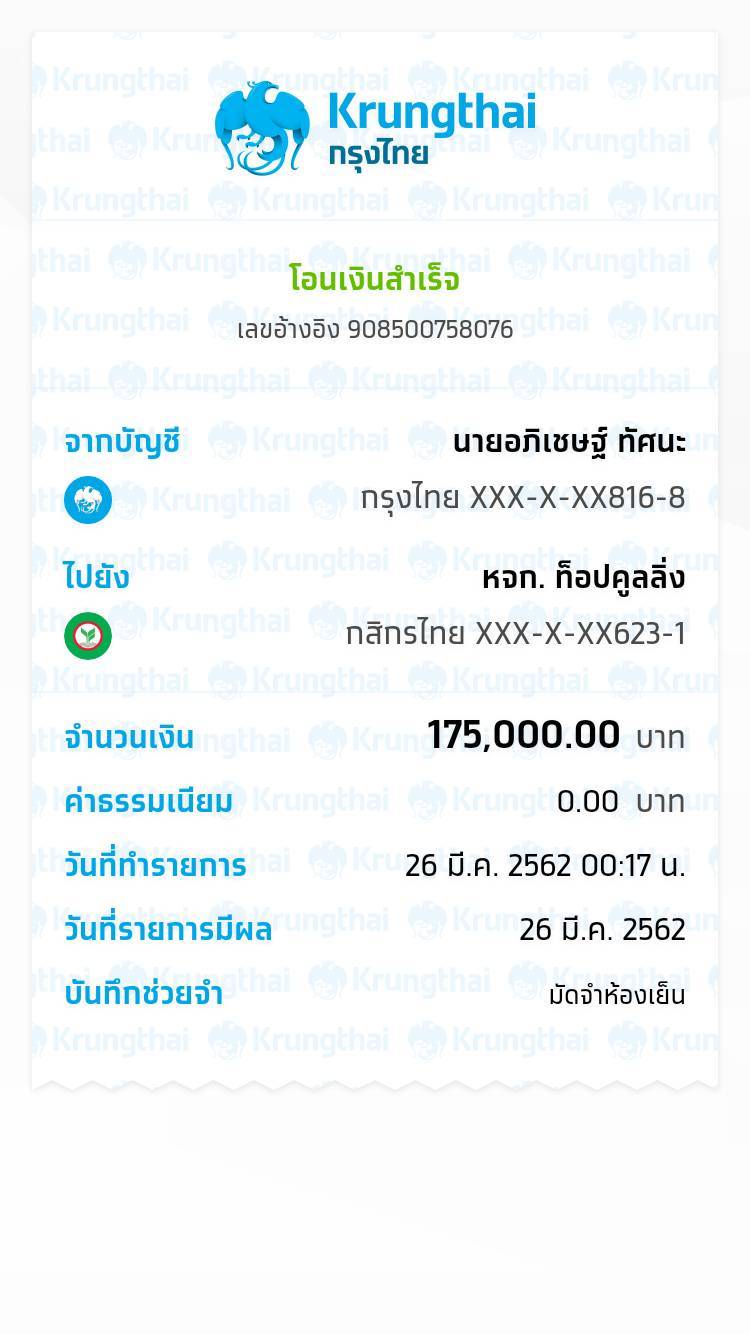 Krungthai
กรุงไทย
โอนเงินสำเร็จ
เลขอ้างอิง 908500758076
จากบัญชี นายอภิเชษฐ์ ทัศนะ
กรุงไทย XXX-X-XX816-8
ไปยัง หจก. ท็อปคูลลิ่ง
กสิกรไทย XXX-X-XX623-1
จำนวนเงิน 175,000.00 บาท
ค่าธรรมเนียม 0.00 บาท
วันที่ทำรายการ 26 มี.ค. 2562 00:17 น.
วันที่รายการมีผล 26 มี.ค. 2562
บันทึกช่วยจำ มัดจำห้องเย็น